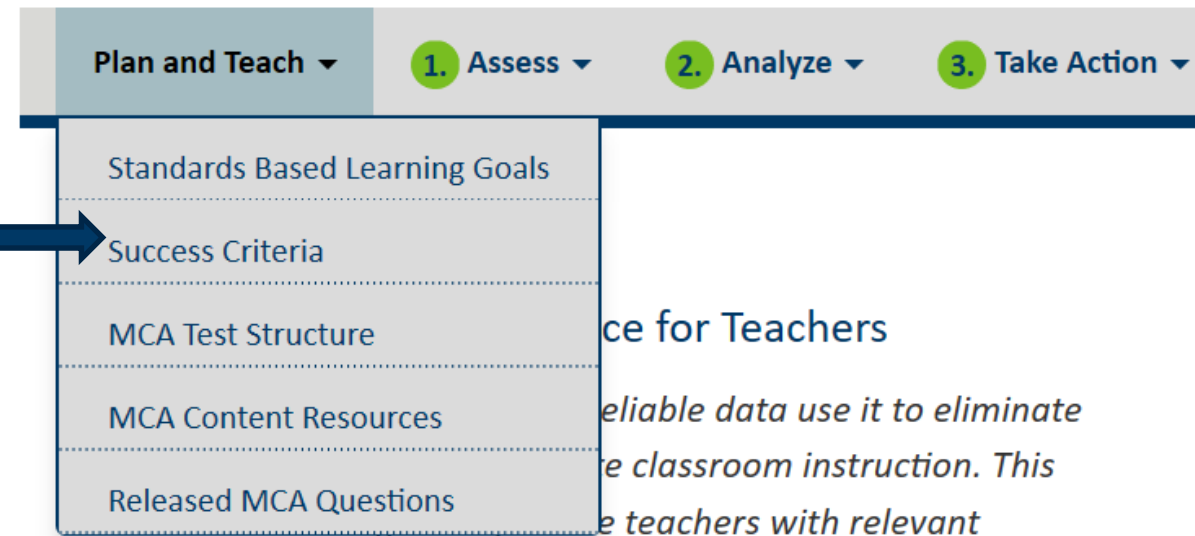 Plan and Teach 1. Assess 2. Analyze 3. Take Action
Standards Based Learning Goals
Success Criteria
MCA Test Structure
MCA Content Resources
Released MCA Questions
for Teachers
data use it to eliminate
classroom instruction. This
teachers with relevant